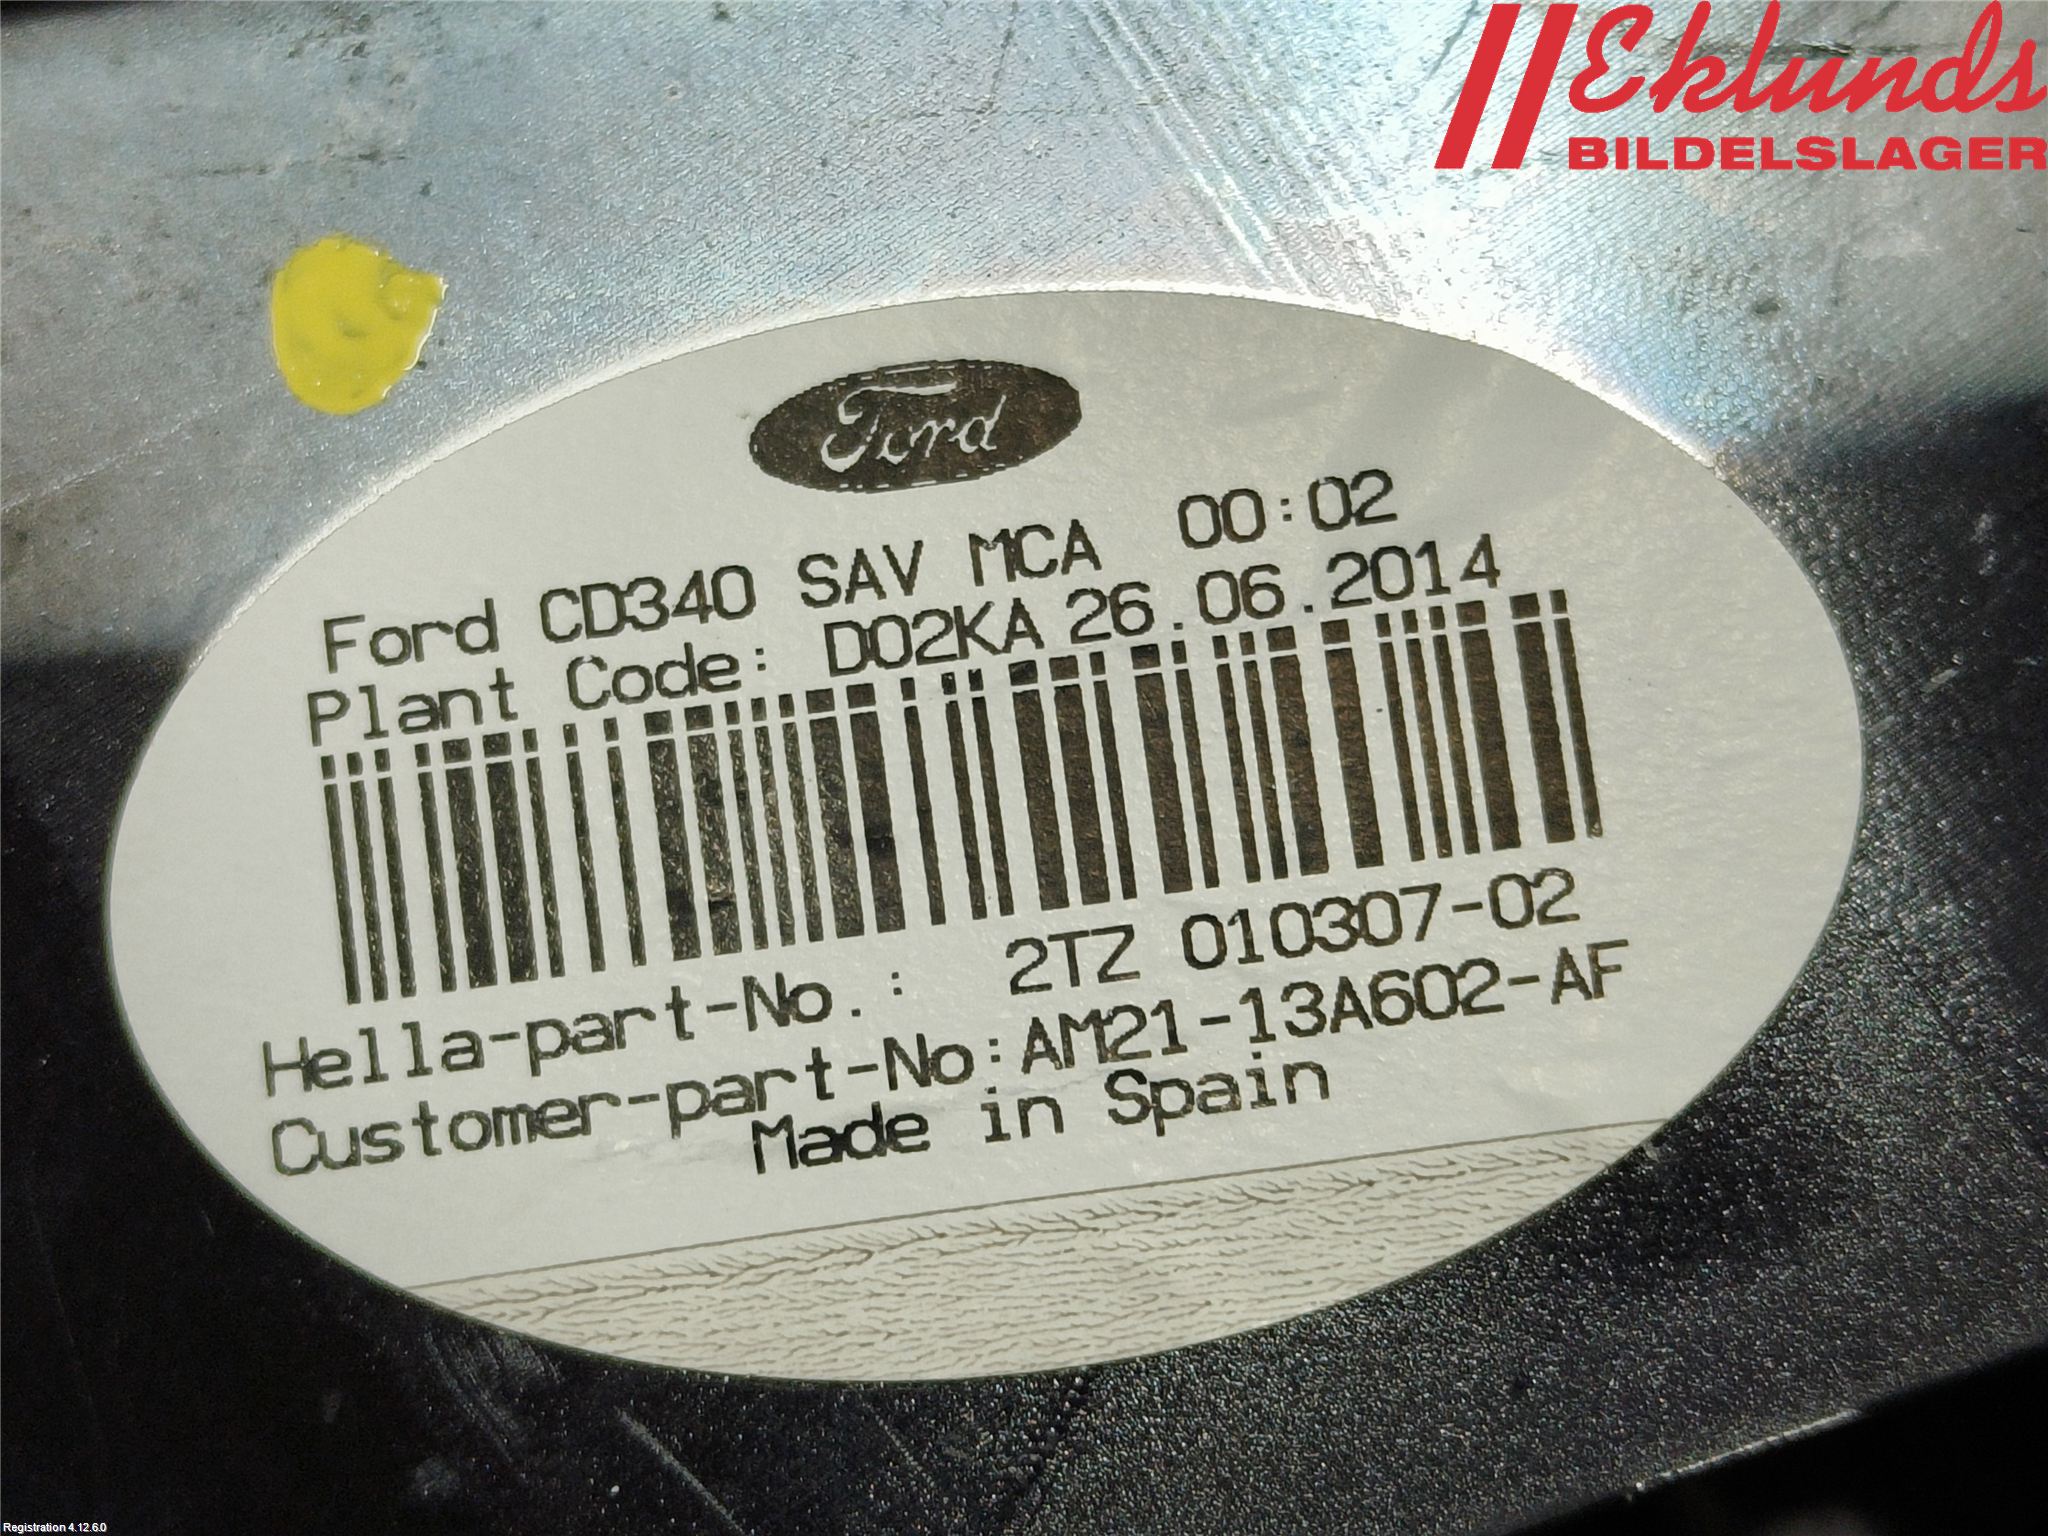 Eklunds
BILDELSLAGER
Ford
Ford CD340 SAV MCA 00:02
Plant Code: D02KA 26.06.2014
Hella-part-No.: 2TZ 010307-02
Customer-part-No:AM21-13A602-AF
Made in Spain
Registration 4.12.6.0